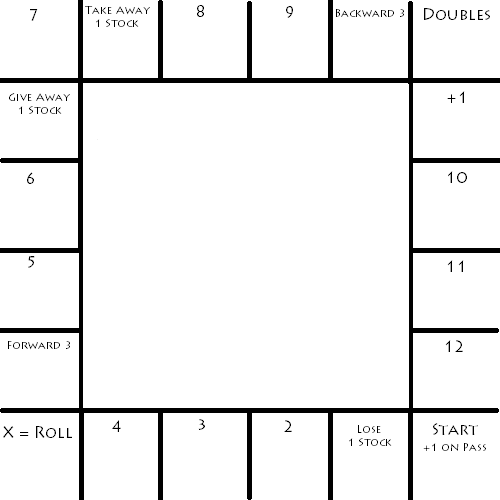 7
Take Away
1 Stock
8
9
Backward 3
Doubles
Give Away
1 Stock
+1
6
10
5
11
Forward 3
12
X = Roll
4
3
2
Lose
1 Stock
Start
+1 on Pass